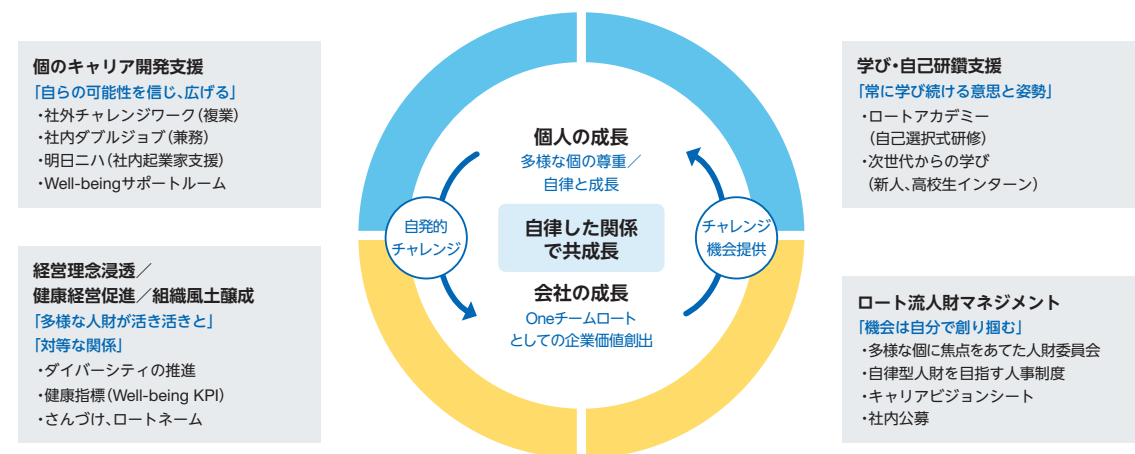 個のキャリア開発支援
「自らの可能性を信じ、広げる」
・社外チャレンジワーク(複業)
・社内ダブルジョブ(兼務)
・明日ニハ(社内起業家支援)
・Well-beingサポートルーム
経営理念浸透／
健康経営促進／組織風土醸成
「多様な人財が活き活きと」
「対等な関係」
・ダイバーシティの推進
・健康指標(Well-being KPI)
・さんづけ、ロートネーム
個人の成長
多様な個の尊重／
自律と成長
自発的
チャレンジ
自律した関係
で共成長
チャレンジ
機会提供
会社の成長
Oneチームロート
としての企業価値創出
学び・自己研鑽支援
「常に学び続ける意思と姿勢」
・ロートアカデミー
(自己選択式研修)
・次世代からの学び
(新人、高校生インターン)
ロート流人財マネジメント
「機会は自分で創り掴む」
・多様な個に焦点をあてた人財委員会
・自律型人財を目指す人事制度
・キャリアビジョンシート
・社内公募